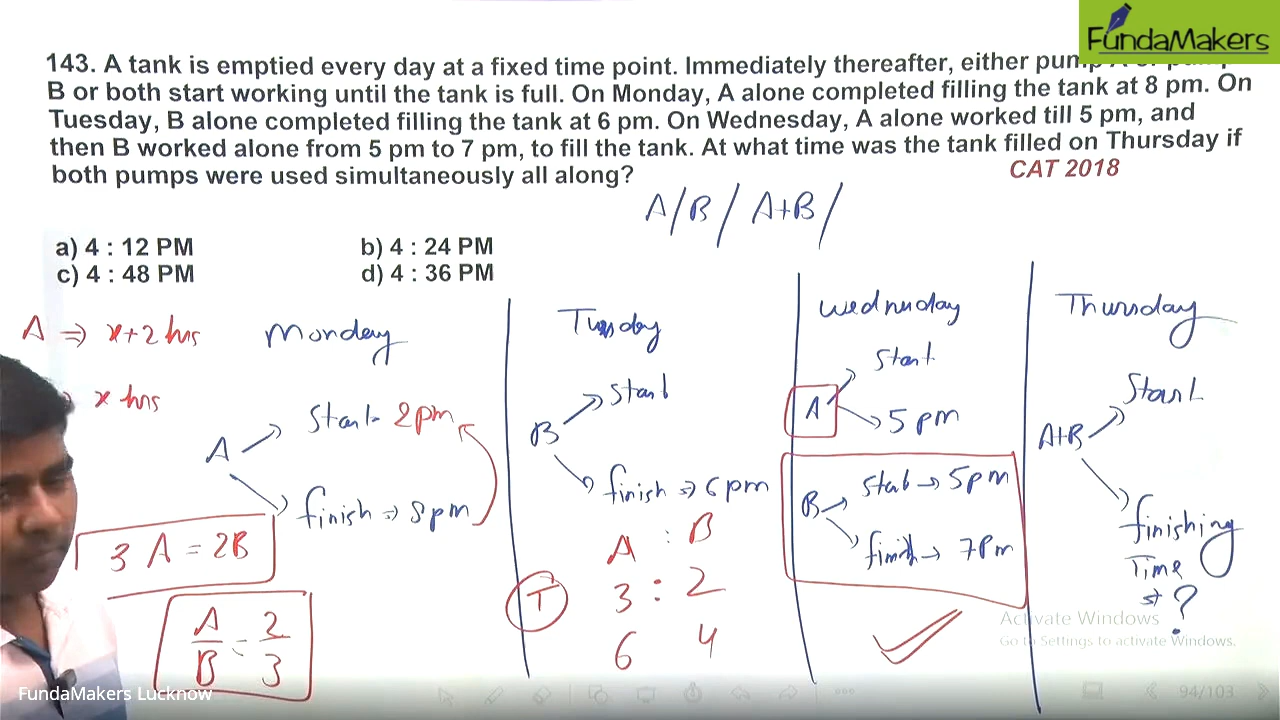 FundaMakers
143. A tank is emptied every day at a fixed time point. Immediately thereafter, either pump
B or both start working until the tank is full. On Monday, A alone completed filling the tank at 8 pm. On
Tuesday, B alone completed filling the tank at 6 pm. On Wednesday, A alone worked till 5 pm, and
then B worked alone from 5 pm to 7 pm, to fill the tank. At what time was the tank filled on Thursday if
both pumps were used simultaneously all along?
CAT 2018
A/B/ A+B/
a) 4 : 12 PM b) 4 : 24 PM
c) 4 : 48 PM d) 4 : 36 PM
A ⇒ x+2 hrs
x hrs
Monday
A
Start 2pm
finish ⇒ 8pm
3 A = 2B
A/B = 2/3
Tuesday
B
Start
finish ⇒ 6pm
A : B
T 3 : 2
6 4
Wednesday
A
Start
5 pm
B
Start → 5pm
finish → 7Pm
Thursday
A+B
Start
finishing
Time
?
Activate Windows
Go to Settings to activate Windows.
FundaMakers Lucknow
94/103